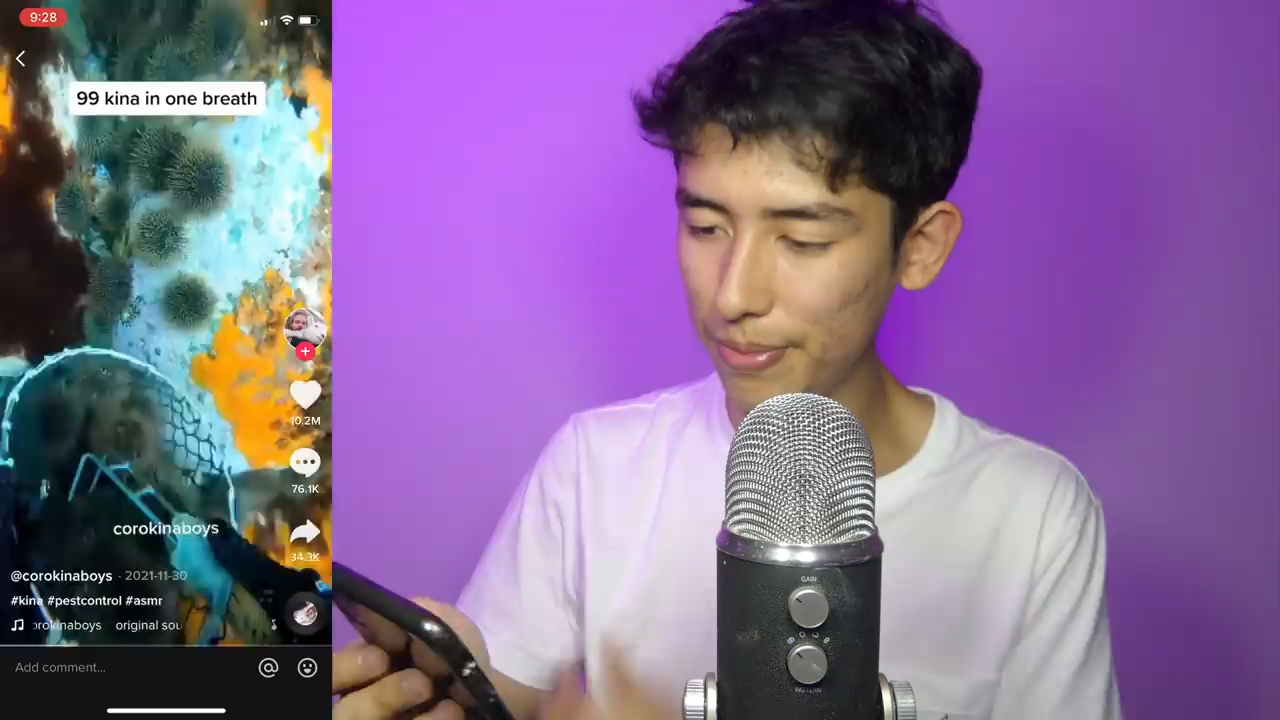 9:28
99 kina in one breath
10.2M
76.1K
34.3K
corokinaboys
@corokinaboys · 2021-11-30
#kina #pestcontrol #asmr
orokinaboys original sou
Add comment...
GAIN
PATTERN